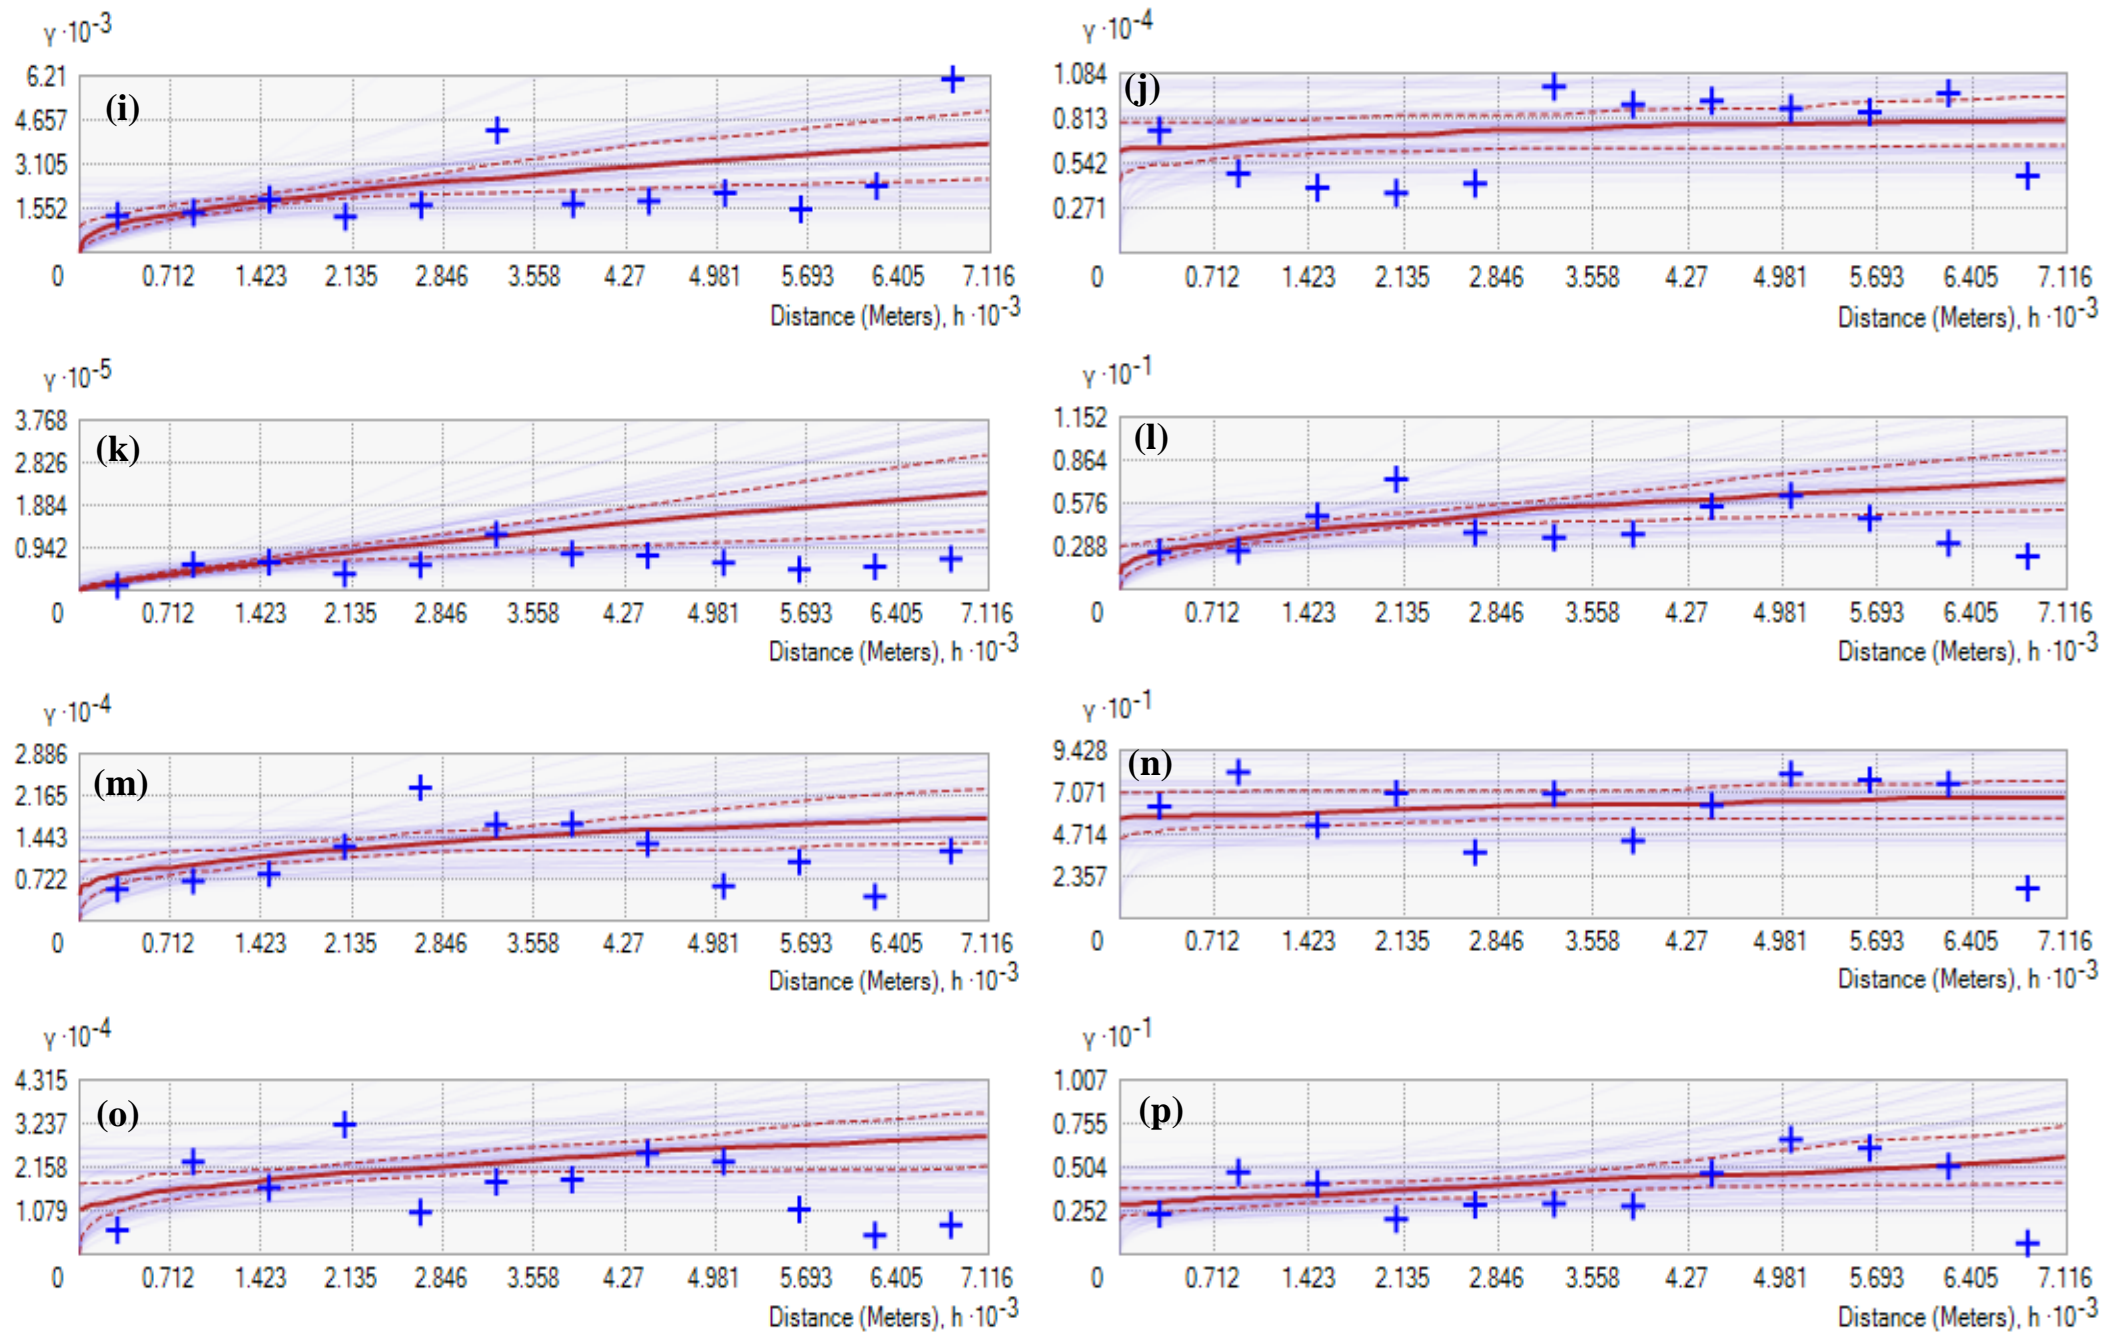 γ ·10-3
6.21
(i)
4.657
3.105
1.552
0 0.712 1.423 2.135 2.846 3.558 4.27 4.981 5.693 6.405 7.116
Distance (Meters), h ·10-3
γ ·10-4
1.084
(j)
0.813
0.542
0.271
0 0.712 1.423 2.135 2.846 3.558 4.27 4.981 5.693 6.405 7.116
Distance (Meters), h ·10-3
γ ·10-5
3.768
(k)
2.826
1.884
0.942
0 0.712 1.423 2.135 2.846 3.558 4.27 4.981 5.693 6.405 7.116
Distance (Meters), h ·10-3
γ ·10-1
1.152
(l)
0.864
0.576
0.288
0 0.712 1.423 2.135 2.846 3.558 4.27 4.981 5.693 6.405 7.116
Distance (Meters), h ·10-3
γ ·10-4
2.886
(m)
2.165
1.443
0.722
0 0.712 1.423 2.135 2.846 3.558 4.27 4.981 5.693 6.405 7.116
Distance (Meters), h ·10-3
γ ·10-1
9.428
(n)
7.071
4.714
2.357
0 0.712 1.423 2.135 2.846 3.558 4.27 4.981 5.693 6.405 7.116
Distance (Meters), h ·10-3
γ ·10-4
4.315
(o)
3.237
2.158
1.079
0 0.712 1.423 2.135 2.846 3.558 4.27 4.981 5.693 6.405 7.116
Distance (Meters), h ·10-3
γ ·10-1
1.007
(p)
0.755
0.504
0.252
0 0.712 1.423 2.135 2.846 3.558 4.27 4.981 5.693 6.405 7.116
Distance (Meters), h ·10-3